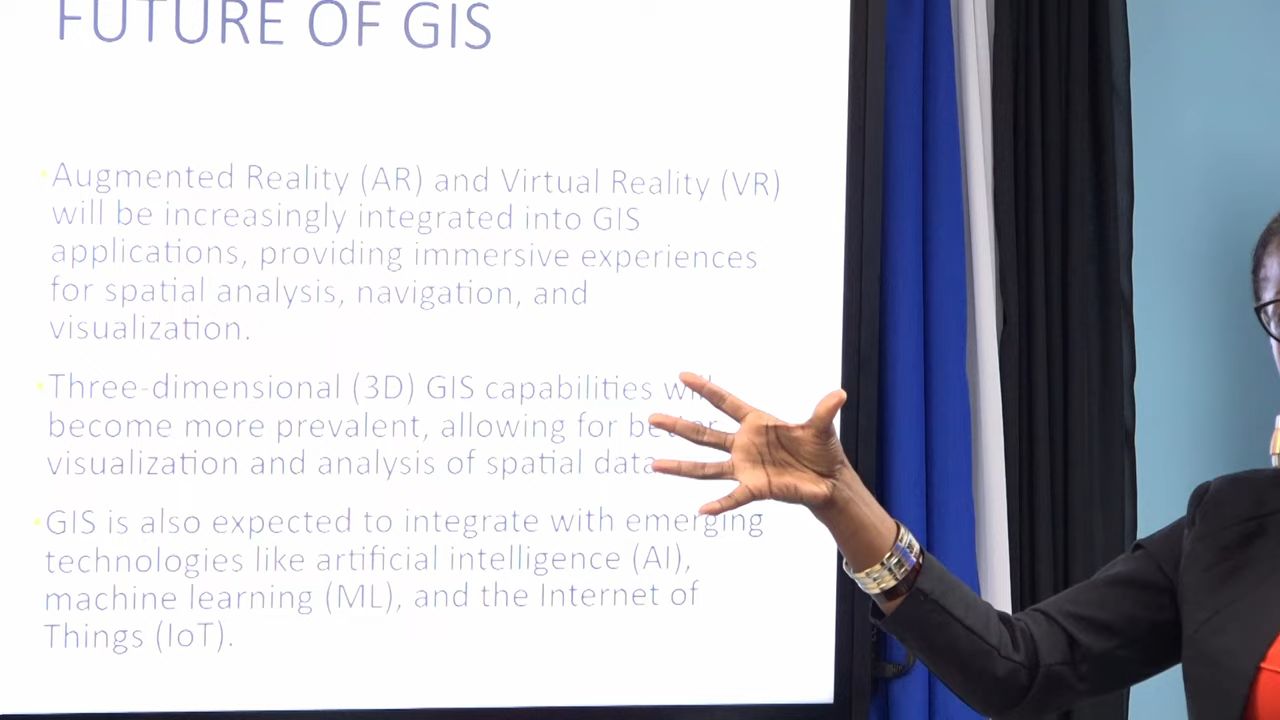 FUTURE OF GIS
Augmented Reality (AR) and Virtual Reality (VR)
will be increasingly integrated into GIS
applications, providing immersive experiences
for spatial analysis, navigation, and
visualization.
Three-dimensional (3D) GIS capabilities will
become more prevalent, allowing for better
visualization and analysis of spatial data
GIS is also expected to integrate with emerging
technologies like artificial intelligence (AI),
machine learning (ML), and the Internet of
Things (IoT).